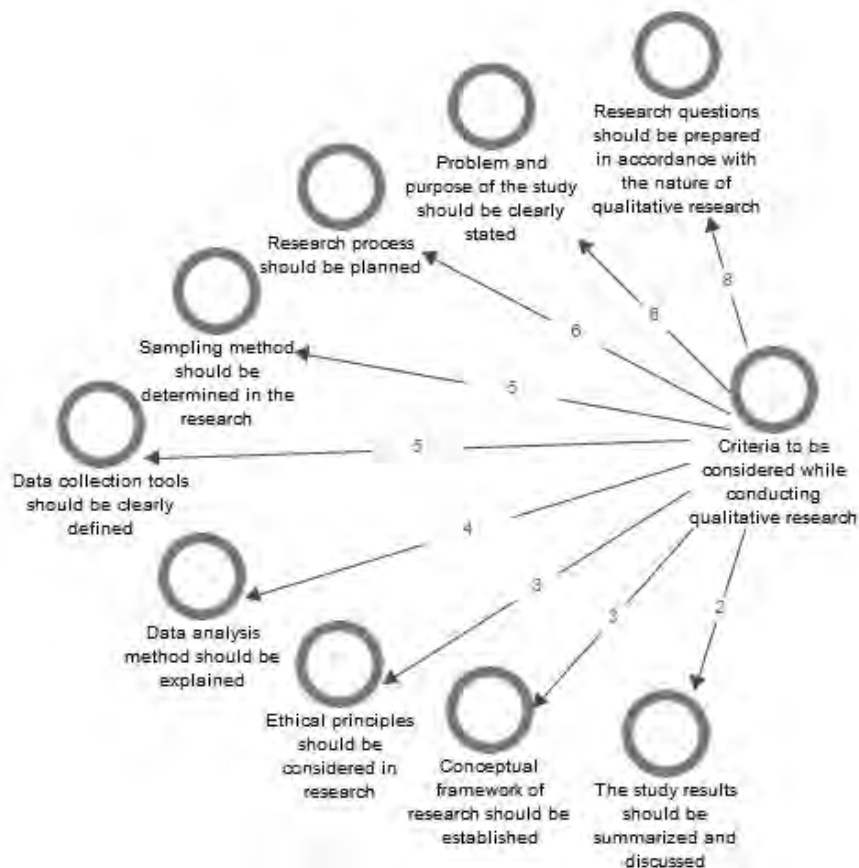 Research questions
should be prepared
in accordance with
the nature of
qualitative research
Problem and
purpose of the study
should be clearly
stated
Research process
should be planned
Sampling method
should be
determined in the
research
Data collection tools
should be clearly
defined
Data analysis
method should be
explained
Ethical principles
should be
considered in
research
Conceptual
framework of
research should be
established
The study results
should be
summarized and
discussed
Criteria to be
considered while
conducting
qualitative research
8
6
5
5
4
3
3
2